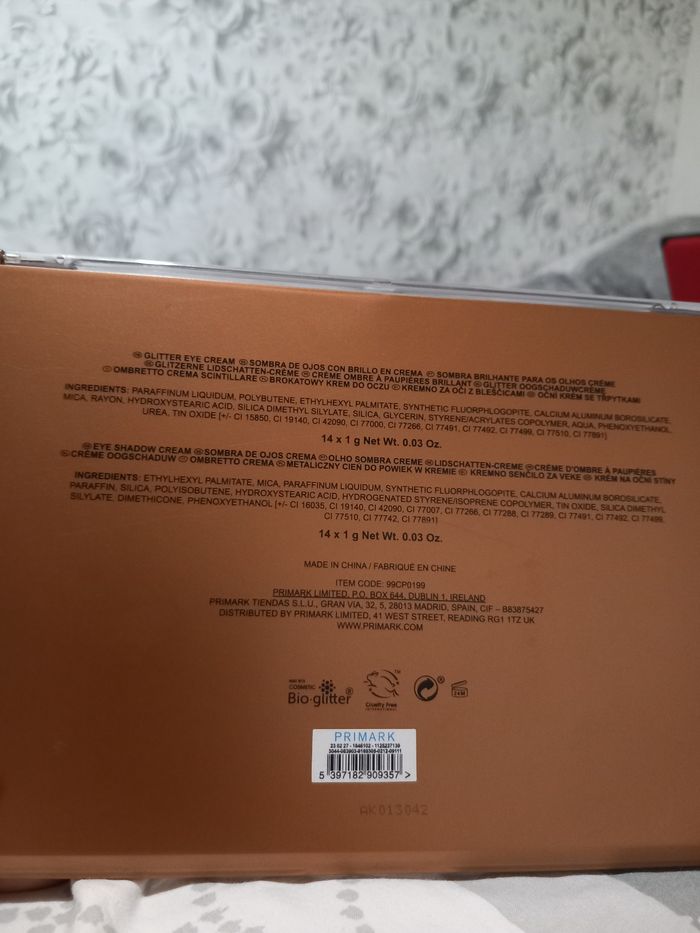 GB GLITTER EYE CREAM ES SOMBRA DE OJOS CON BRILLO EN CREMA PT SOMBRA BRILHANTE PARA OS OLHOS CRÈME
GLITZERNE LIDSCHATTEN-CRÈME CRÈME OMBRE À PAUPIÈRES BRILLANT GLITTER OOGSCHADUWCRÈME
OMBRETTO CREMA SCINTILLARE BROKATOWY KREM DO OCZU KREMNO ZA OČI Z BLEŠČICAMI OČNÍ KRÉM SE TŘPYTKAMI
INGREDIENTS: PARAFFINUM LIQUIDUM, POLYBUTENE, ETHYLHEXYL PALMITATE, SYNTHETIC FLUORPHLOGOPITE, CALCIUM ALUMINUM BOROSILICATE,
MICA, RAYON, HYDROXYSTEARIC ACID, SILICA DIMETHYL SILYLATE, SILICA, GLYCERIN, STYRENE/ACRYLATES COPOLYMER, AQUA, PHENOXYETHANOL,
UREA, TIN OXIDE [+/- CI 15850, CI 19140, CI 42090, CI 77000, CI 77266, CI 77491, CI 77492, CI 77499, CI 77510, CI 77891]
14 x 1 g Net Wt. 0.03 Oz.
EYE SHADOW CREAM SOMBRA DE OJOS CREMA OLHO SOMBRA CREME LIDSCHATTEN-CREME CRÈME D'OMBRE À PAUPIÈRES
CRÈME OOGSCHADUW OMBRETTO CREMA METALICZNY CIEN DO POWIEK W KREMIE KREMNO SENČILO ZA VEKE KRÉM NA OČNÍ STÍNY
INGREDIENTS: ETHYLHEXYL PALMITATE, MICA, PARAFFINUM LIQUIDUM, SYNTHETIC FLUORPHLOGOPITE, CALCIUM ALUMINUM BOROSILICATE,
PARAFFIN, SILICA, POLYISOBUTENE, HYDROXYSTEARIC ACID, HYDROGENATED STYRENE/ISOPRENE COPOLYMER, TIN OXIDE, SILICA DIMETHYL
SILYLATE, DIMETHICONE, PHENOXYETHANOL [+/- CI 16035, CI 19140, CI 42090, CI 77007, CI 77266, CI 77288, CI 77289, CI 77491, CI 77492, CI 77499,
CI 77510, CI 77742, CI 77891]
14 x 1 g Net Wt. 0.03 Oz.
MADE IN CHINA / FABRIQUÉ EN CHINE
ITEM CODE: 99CP0199
PRIMARK LIMITED, P.O. BOX 644, DUBLIN 1, IRELAND
PRIMARK TIENDAS S.L.U., GRAN VIA, 32, 5, 28013 MADRID, SPAIN, CIF – B83875427
DISTRIBUTED BY PRIMARK LIMITED, 41 WEST STREET, READING RG1 1TZ UK
WWW.PRIMARK.COM
MADE WITH
COSMETIC
Bio-glitter®
TM
Cruelty Free
INTERNATIONAL
®
24M
PRIMARK
5 397182 909357 >
AK013042